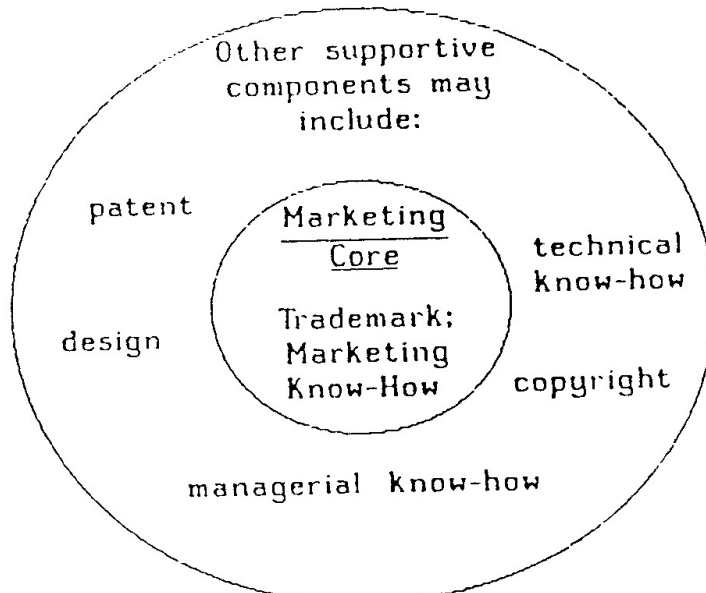 Other supportive
components may
include:
patent
Marketing
Core
technical
know-how
design
Trademark;
Marketing
Know-How
copyright
managerial know-how